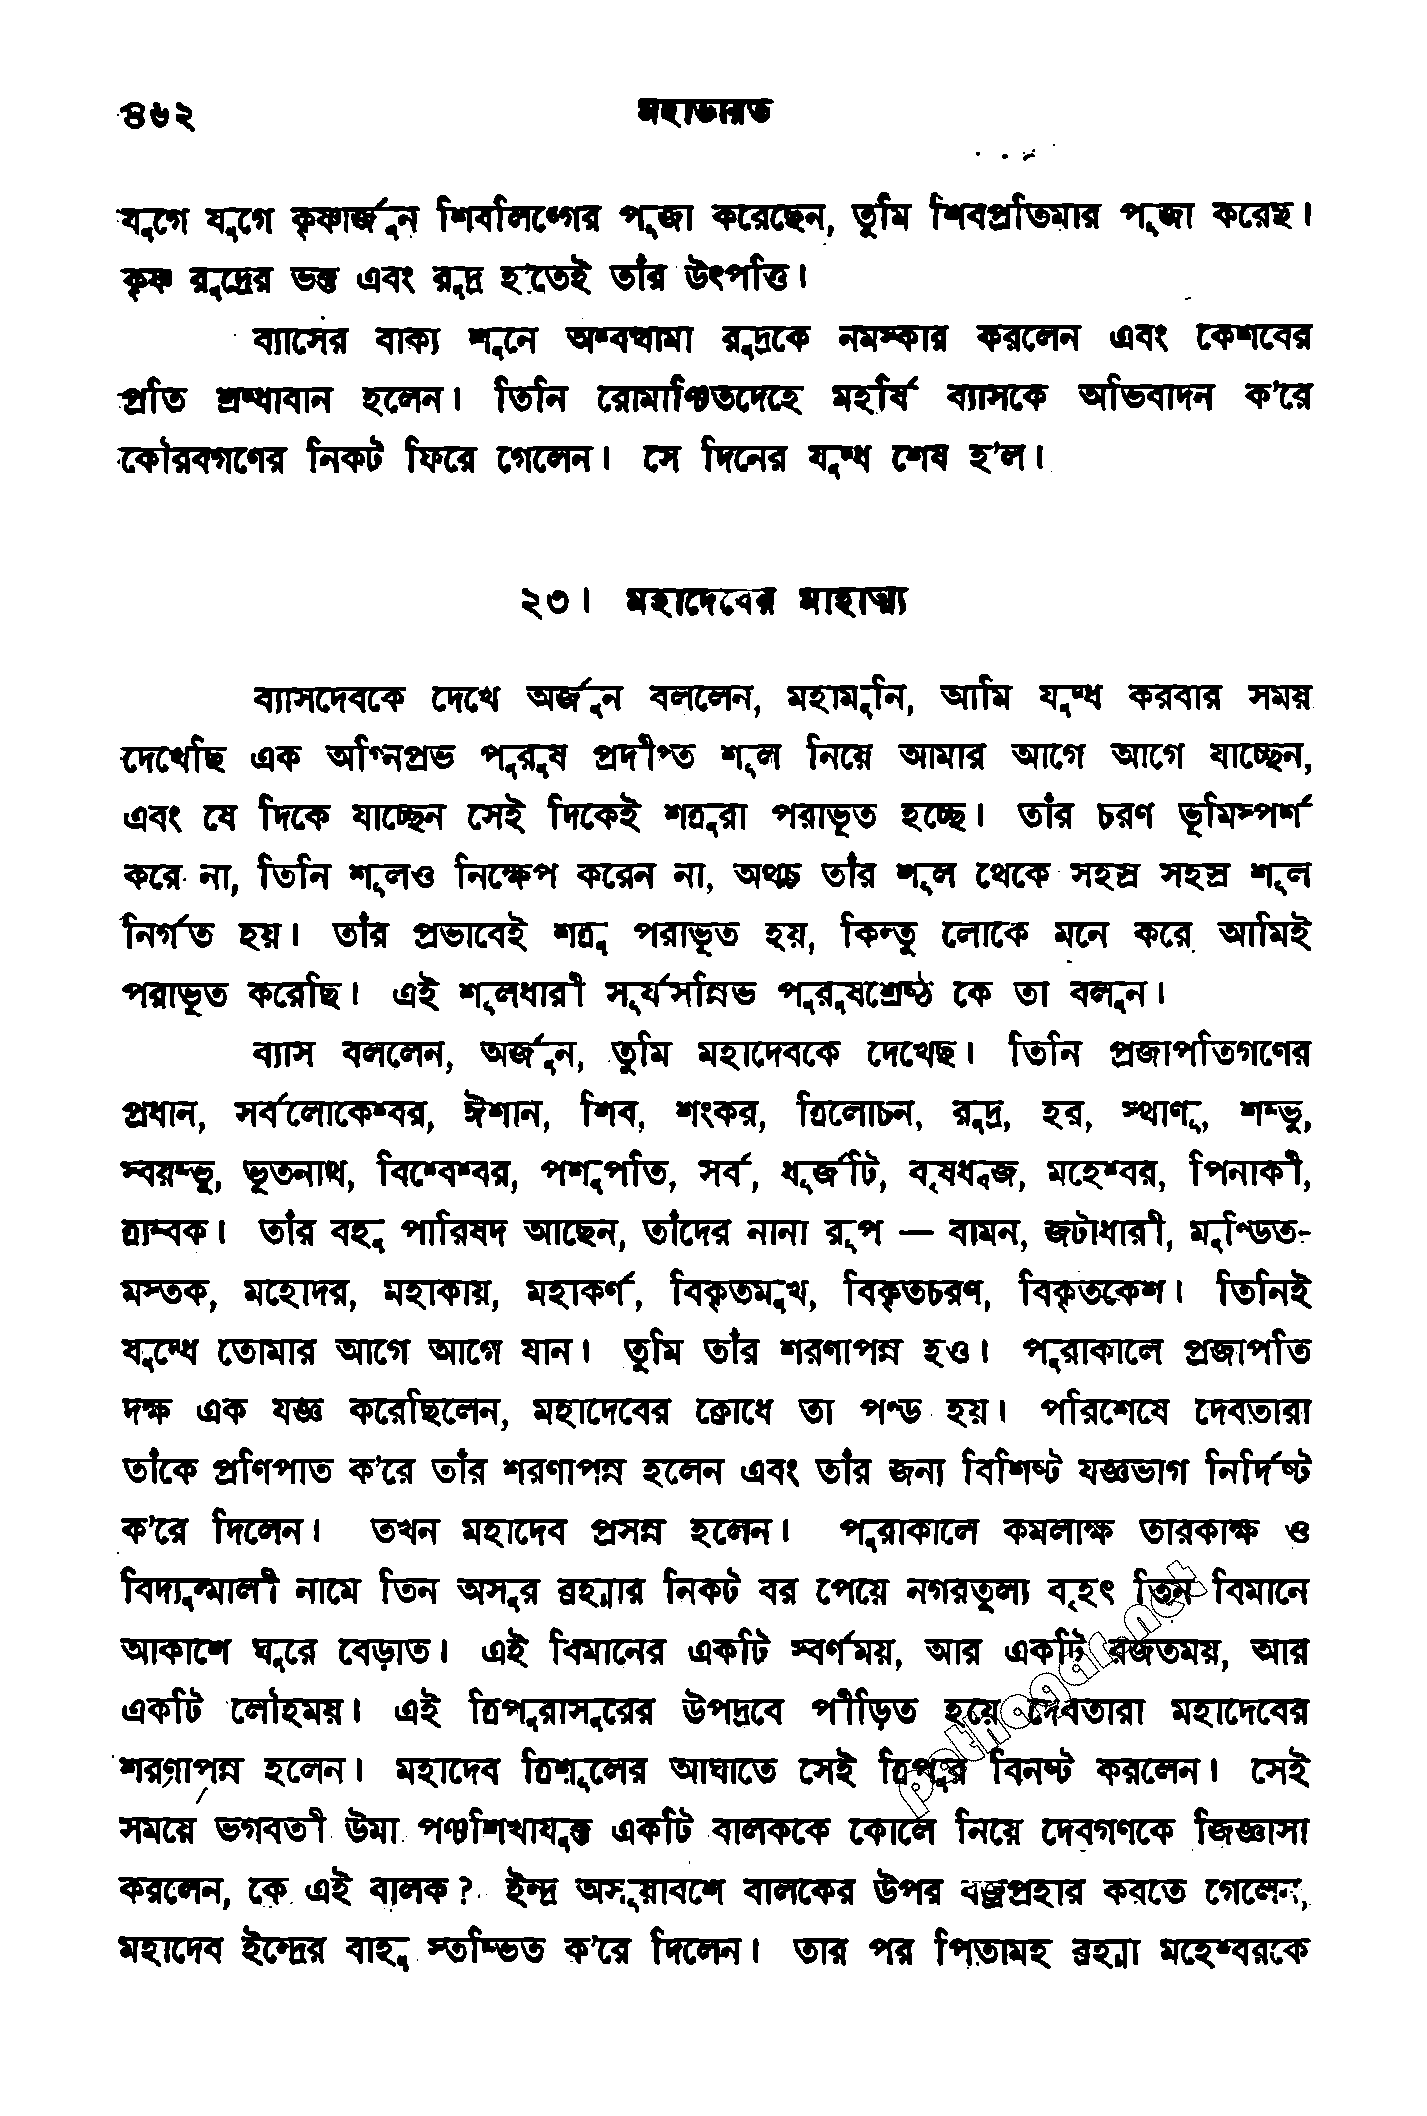 ৪৬২
মহাভারত
যুগে যুগে কৃষ্ণার্জুন শিবলিঙ্গের পূজা করেছেন, তুমি শিবপ্রতিমার পূজা করেছ।
কৃষ্ণ রুদ্রের ভক্ত এবং রুদ্র হ'তেই তাঁর উৎপত্তি।
ব্যাসের বাক্য শুনে অশ্বত্থামা রুদ্রকে নমস্কার করলেন এবং কেশবের
প্রতি শ্রদ্ধাবান হলেন। তিনি রোমাঞ্চিতদেহে মহর্ষি ব্যাসকে অভিবাদন ক'রে
কৌরবগণের নিকট ফিরে গেলেন। সে দিনের যুদ্ধ শেষ হ'ল।
২৩। মহাদেবের মাহাত্ম্য
ব্যাসদেবকে দেখে অর্জুন বললেন, মহামুনি, আমি যুদ্ধ করবার সময়
দেখেছি এক অগ্নিপ্রভ পুরুষ প্রদীপ্ত শূল নিয়ে আমার আগে আগে যাচ্ছেন,
এবং যে দিকে যাচ্ছেন সেই দিকেই শত্রুরা পরাভূত হচ্ছে। তাঁর চরণ ভূমিস্পর্শ
করে না, তিনি শূলও নিক্ষেপ করেন না, অথচ তাঁর শূল থেকে সহস্র সহস্র শূল
নির্গত হয়। তাঁর প্রভাবেই শত্রু পরাভূত হয়, কিন্তু লোকে মনে করে আমিই
পরাভূত করেছি। এই শূলধারী সূর্যসন্নিভ পুরুষশ্রেষ্ঠ কে তা বলুন।
ব্যাস বললেন, অর্জুন, তুমি মহাদেবকে দেখেছ। তিনি প্রজাপতিগণের
প্রধান, সর্বলোকেশ্বর, ঈশান, শিব, শংকর, ত্রিলোচন, রুদ্র, হর, স্থাণু, শম্ভু,
স্বয়ম্ভু, ভূতনাথ, বিশ্বেশ্বর, পশুপতি, সর্ব, ধূর্জটি, বৃষধ্বজ, মহেশ্বর, পিনাকী,
ত্র্যম্বক। তাঁর বহু পারিষদ আছেন, তাঁদের নানা রূপ — বামন, জটাধারী, মুণ্ডিত-
মস্তক, মহোদর, মহাকায়, মহাকর্ণ, বিকৃতমুখ, বিকৃতচরণ, বিকৃতকেশ। তিনিই
যুদ্ধে তোমার আগে আগে যান। তুমি তাঁর শরণাপন্ন হও। পুরাকালে প্রজাপতি
দক্ষ এক যজ্ঞ করেছিলেন, মহাদেবের ক্রোধে তা পণ্ড হয়। পরিশেষে দেবতারা
তাঁকে প্রণিপাত ক'রে তাঁর শরণাপন্ন হলেন এবং তাঁর জন্য বিশিষ্ট যজ্ঞভাগ নির্দিষ্ট
ক'রে দিলেন। তখন মহাদেব প্রসন্ন হলেন। পুরাকালে কমলাক্ষ তারকাক্ষ ও
বিদ্যুন্মালী নামে তিন অসুর ব্রহ্মার নিকট বর পেয়ে নগরতুল্য বৃহৎ তিন বিমানে
আকাশে ঘুরে বেড়াত। এই বিমানের একটি স্বর্ণময়, আর একটি রজতময়, আর
একটি লৌহময়। এই ত্রিপুরাসুরের উপদ্রবে পীড়িত হয়ে দেবতারা মহাদেবের
শরণাপন্ন হলেন। মহাদেব ত্রিশূলের আঘাতে সেই ত্রিপুর বিনষ্ট করলেন। সেই
সময়ে ভগবতী উমা পঞ্চশিখাযুক্ত একটি বালককে কোলে নিয়ে দেবগণকে জিজ্ঞাসা
করলেন, কে এই বালক? ইন্দ্র অসূয়াবশে বালকের উপর বজ্রপ্রহার করতে গেলেন,
মহাদেব ইন্দ্রের বাহু স্তম্ভিত ক'রে দিলেন। তার পর পিতামহ ব্রহ্মা মহেশ্বরকে
pathagar.net